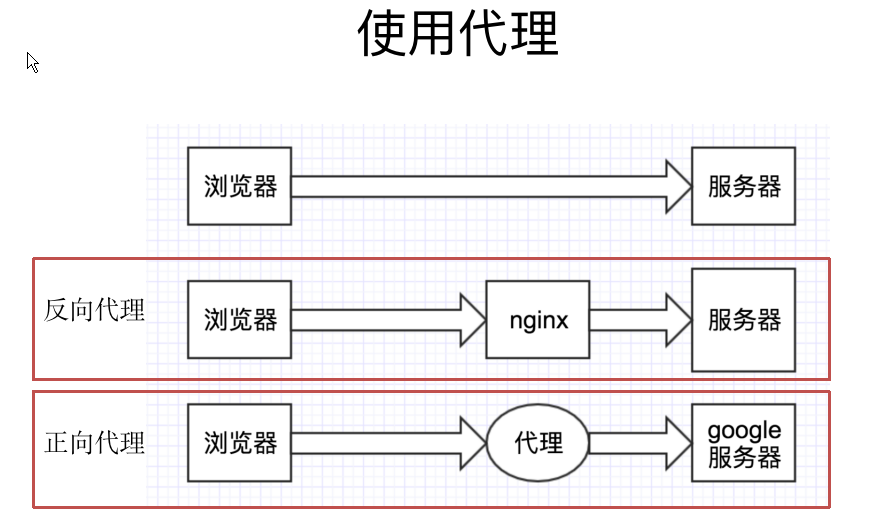 使用代理
浏览器
服务器
反向代理
浏览器
nginx
服务器
正向代理
浏览器
代理
google
服务器